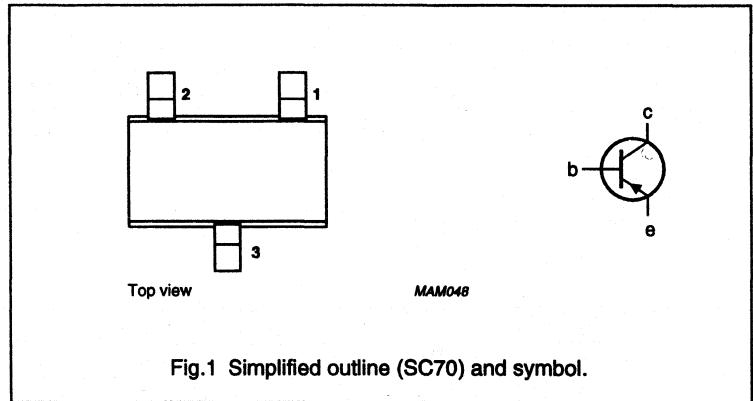 2
1
3
Top view
MAM048
c
b
e
Fig.1 Simplified outline (SC70) and symbol.